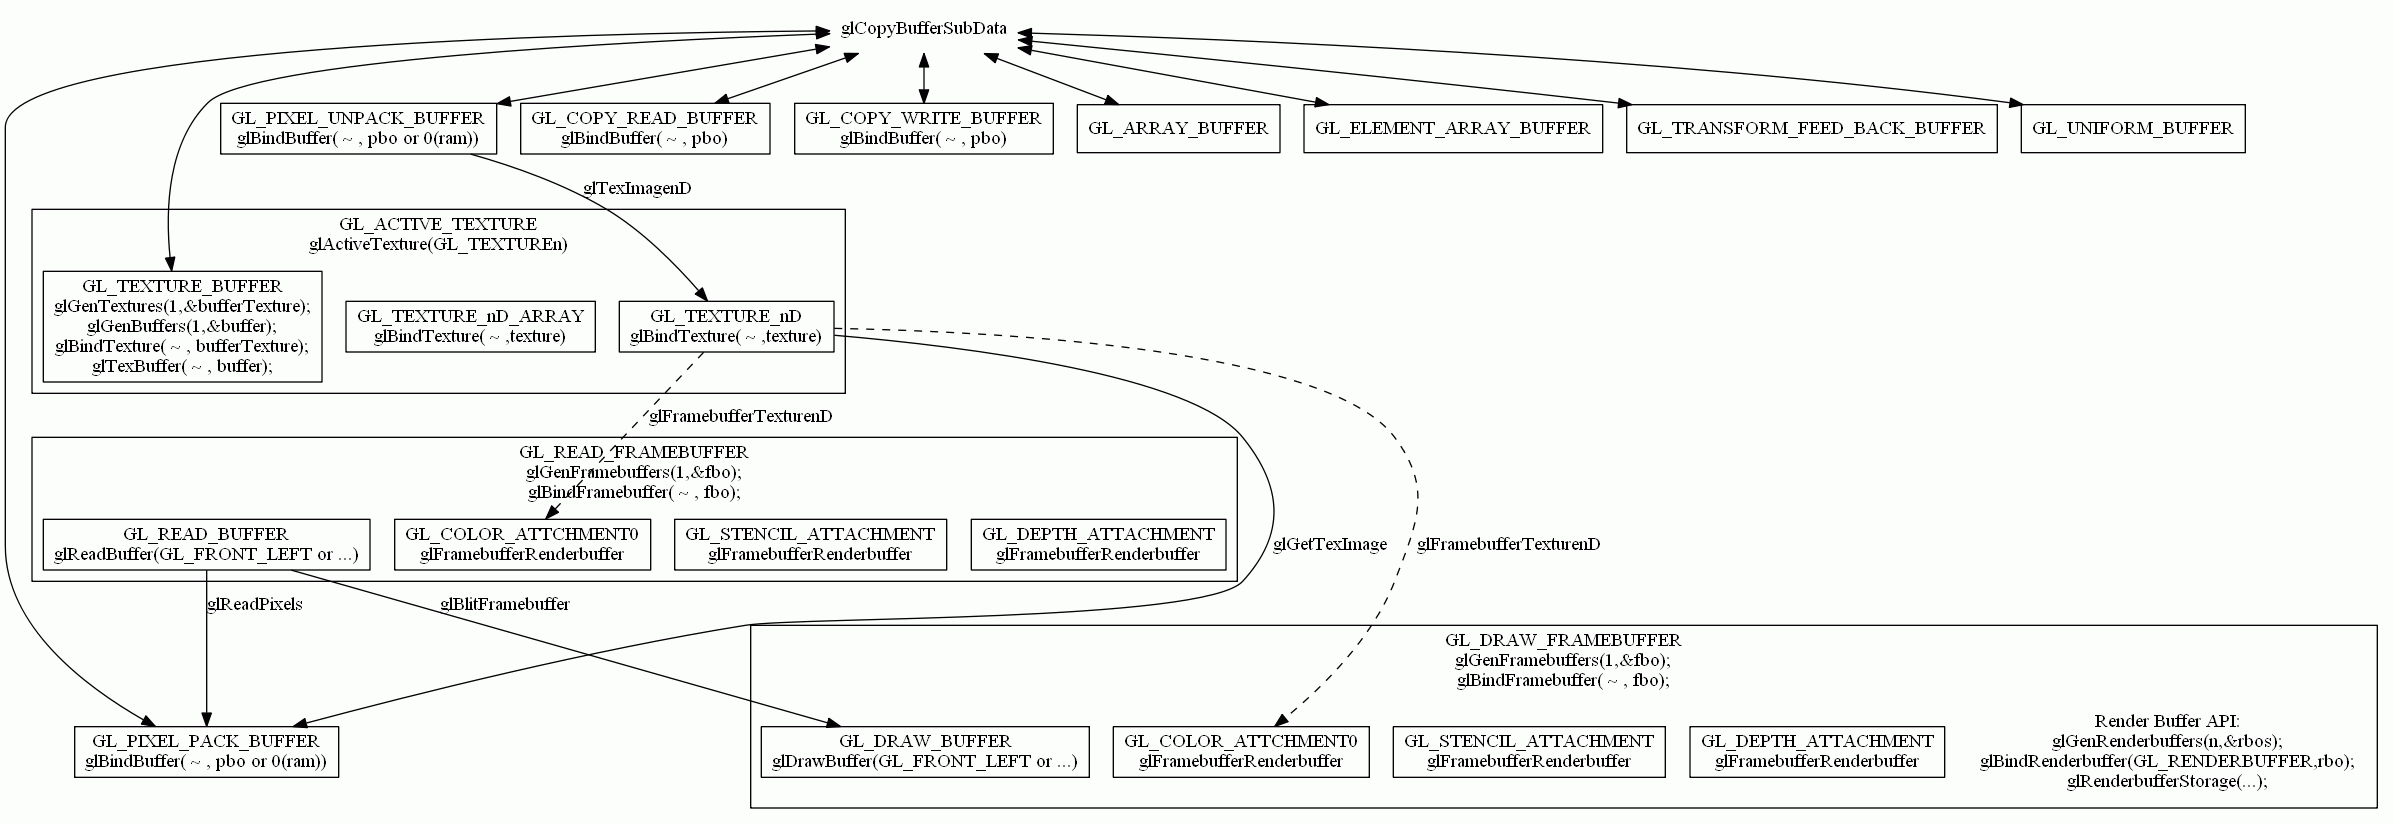 glCopyBufferSubData
GL_PIXEL_UNPACK_BUFFER
glBindBuffer( ~ , pbo or 0(ram))
GL_COPY_READ_BUFFER
glBindBuffer( ~ , pbo)
GL_COPY_WRITE_BUFFER
glBindBuffer( ~ , pbo)
GL_ARRAY_BUFFER
GL_ELEMENT_ARRAY_BUFFER
GL_TRANSFORM_FEED_BACK_BUFFER
GL_UNIFORM_BUFFER
glTexImagenD
GL_ACTIVE_TEXTURE
glActiveTexture(GL_TEXTUREn)
GL_TEXTURE_BUFFER
glGenTextures(1,&bufferTexture);
glGenBuffers(1,&buffer);
glBindTexture( ~ , bufferTexture);
glTexBuffer( ~ , buffer);
GL_TEXTURE_nD_ARRAY
glBindTexture( ~ ,texture)
GL_TEXTURE_nD
glBindTexture( ~ ,texture)
glFramebufferTexturenD
GL_READ_FRAMEBUFFER
glGenFramebuffers(1,&fbo);
glBindFramebuffer( ~ , fbo);
GL_READ_BUFFER
glReadBuffer(GL_FRONT_LEFT or ...)
GL_COLOR_ATTCHMENT0
glFramebufferRenderbuffer
GL_STENCIL_ATTACHMENT
glFramebufferRenderbuffer
GL_DEPTH_ATTACHMENT
glFramebufferRenderbuffer
glGetTexImage
glFramebufferTexturenD
glReadPixels
glBlitFramebuffer
GL_DRAW_FRAMEBUFFER
glGenFramebuffers(1,&fbo);
glBindFramebuffer( ~ , fbo);
GL_PIXEL_PACK_BUFFER
glBindBuffer( ~ , pbo or 0(ram))
GL_DRAW_BUFFER
glDrawBuffer(GL_FRONT_LEFT or ...)
GL_COLOR_ATTCHMENT0
glFramebufferRenderbuffer
GL_STENCIL_ATTACHMENT
glFramebufferRenderbuffer
GL_DEPTH_ATTACHMENT
glFramebufferRenderbuffer
Render Buffer API:
glGenRenderbuffers(n,&rbos);
glBindRenderbuffer(GL_RENDERBUFFER,rbo);
glRenderbufferStorage(...);